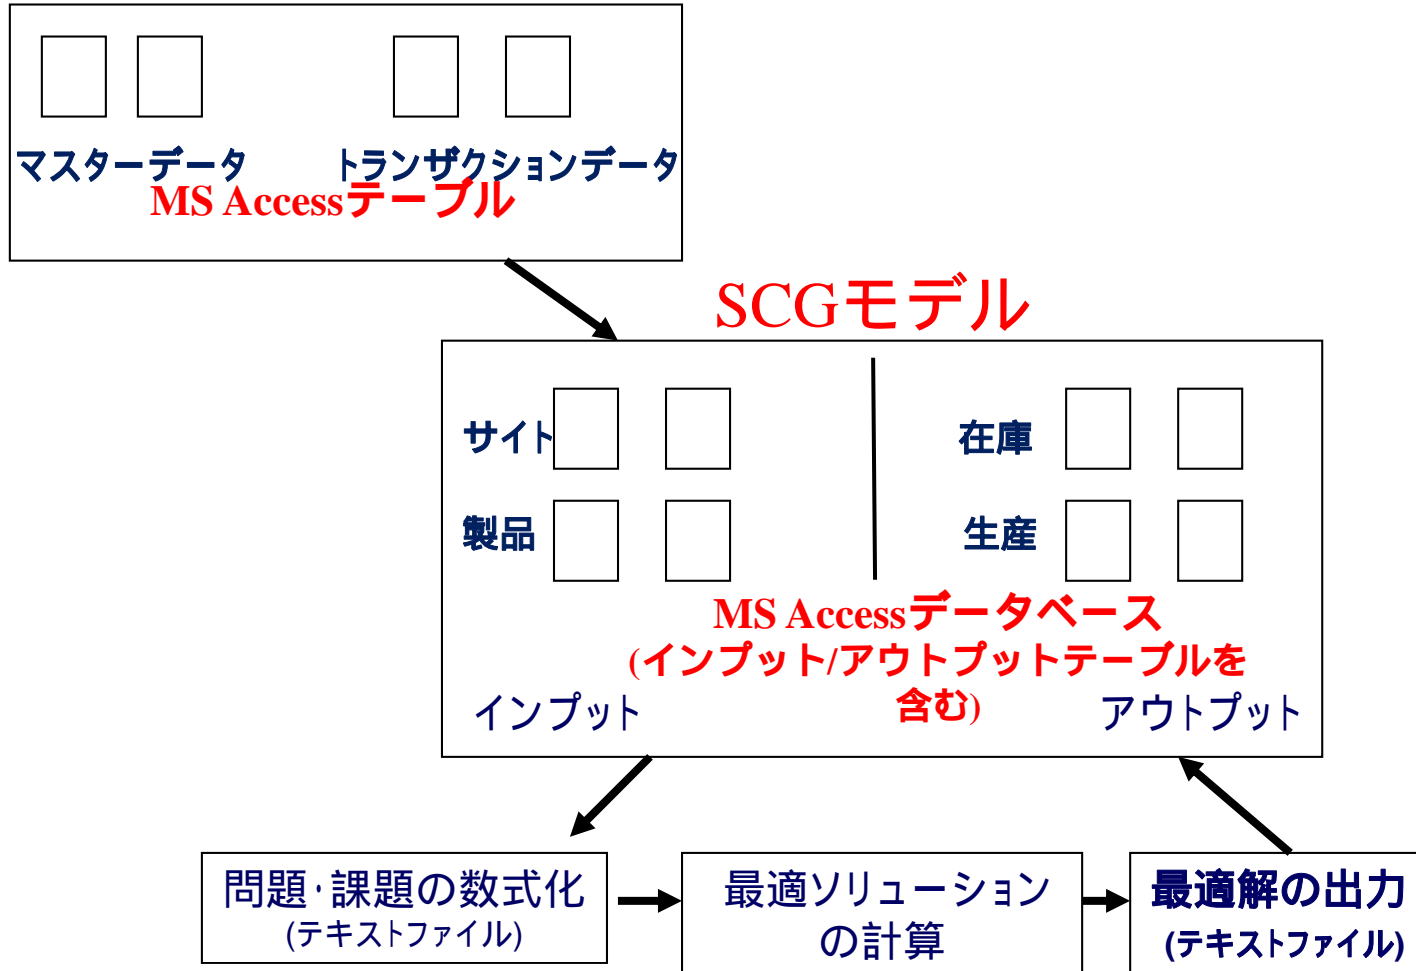 マスターデータ
トランザクションデータ
MS Accessテーブル
SCGモデル
サイト
在庫
製品
生産
MS Accessデータベース
(インプット/アウトプットテーブルを
含む)
インプット
アウトプット
問題・課題の数式化
(テキストファイル)
最適ソリューション
の計算
最適解の出力
(テキストファイル)